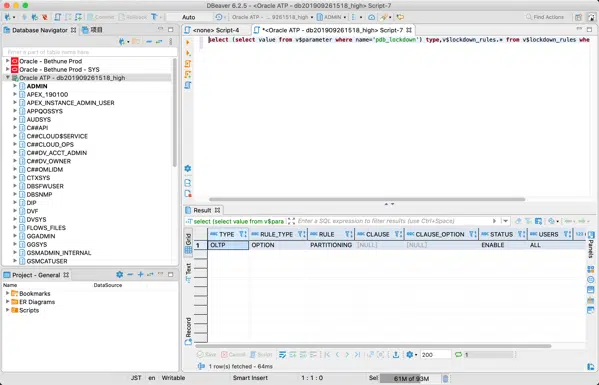 DBeaver 6.2.5 - <Oracle ATP - db201909261518_high> Script-7
Commit
Rollback
Auto
Oracle ATP - ... 9261518_high
ADMIN
Find Actions
Database Navigator
项目
<none> Script-4
*<Oracle ATP - db201909261518_high> Script-7
Enter a part of table name here
select (select value from v$parameter where name='pdb_lockdown') type,v$lockdown_rules.* from v$lockdown_rules whe
Oracle - Bethune Prod
Oracle - Bethune Prod - SYS
Oracle ATP - db201909261518_high
ADMIN
APEX_190100
APEX_INSTANCE_ADMIN_USER
APPQOSSYS
AUDSYS
C##API
C##CLOUD$SERVICE
C##CLOUD_OPS
C##DV_ACCT_ADMIN
C##DV_OWNER
C##OMLIDM
CTXSYS
DBSFWUSER
DBSNMP
DIP
DVF
DVSYS
FLOWS_FILES
GGADMIN
GGSYS
GSMADMIN_INTERNAL
GSMCATUSER
Result
select (select value from v$para
Enter a SQL expression to filter results (use Ctrl+Space)
Grid
Text
Record
Panels
TYPE
RULE_TYPE
RULE
CLAUSE
CLAUSE_OPTION
STATUS
USERS
1
OLTP
OPTION
PARTITIONING
[NULL]
[NULL]
ENABLE
ALL
Project - General
Name
DataSource
Bookmarks
ER Diagrams
Scripts
Save
Cancel
Script
200
1
1 row(s) fetched - 64ms
JST
en
Writable
Smart Insert
1 : 1 : 0
Sel
61M of 93M